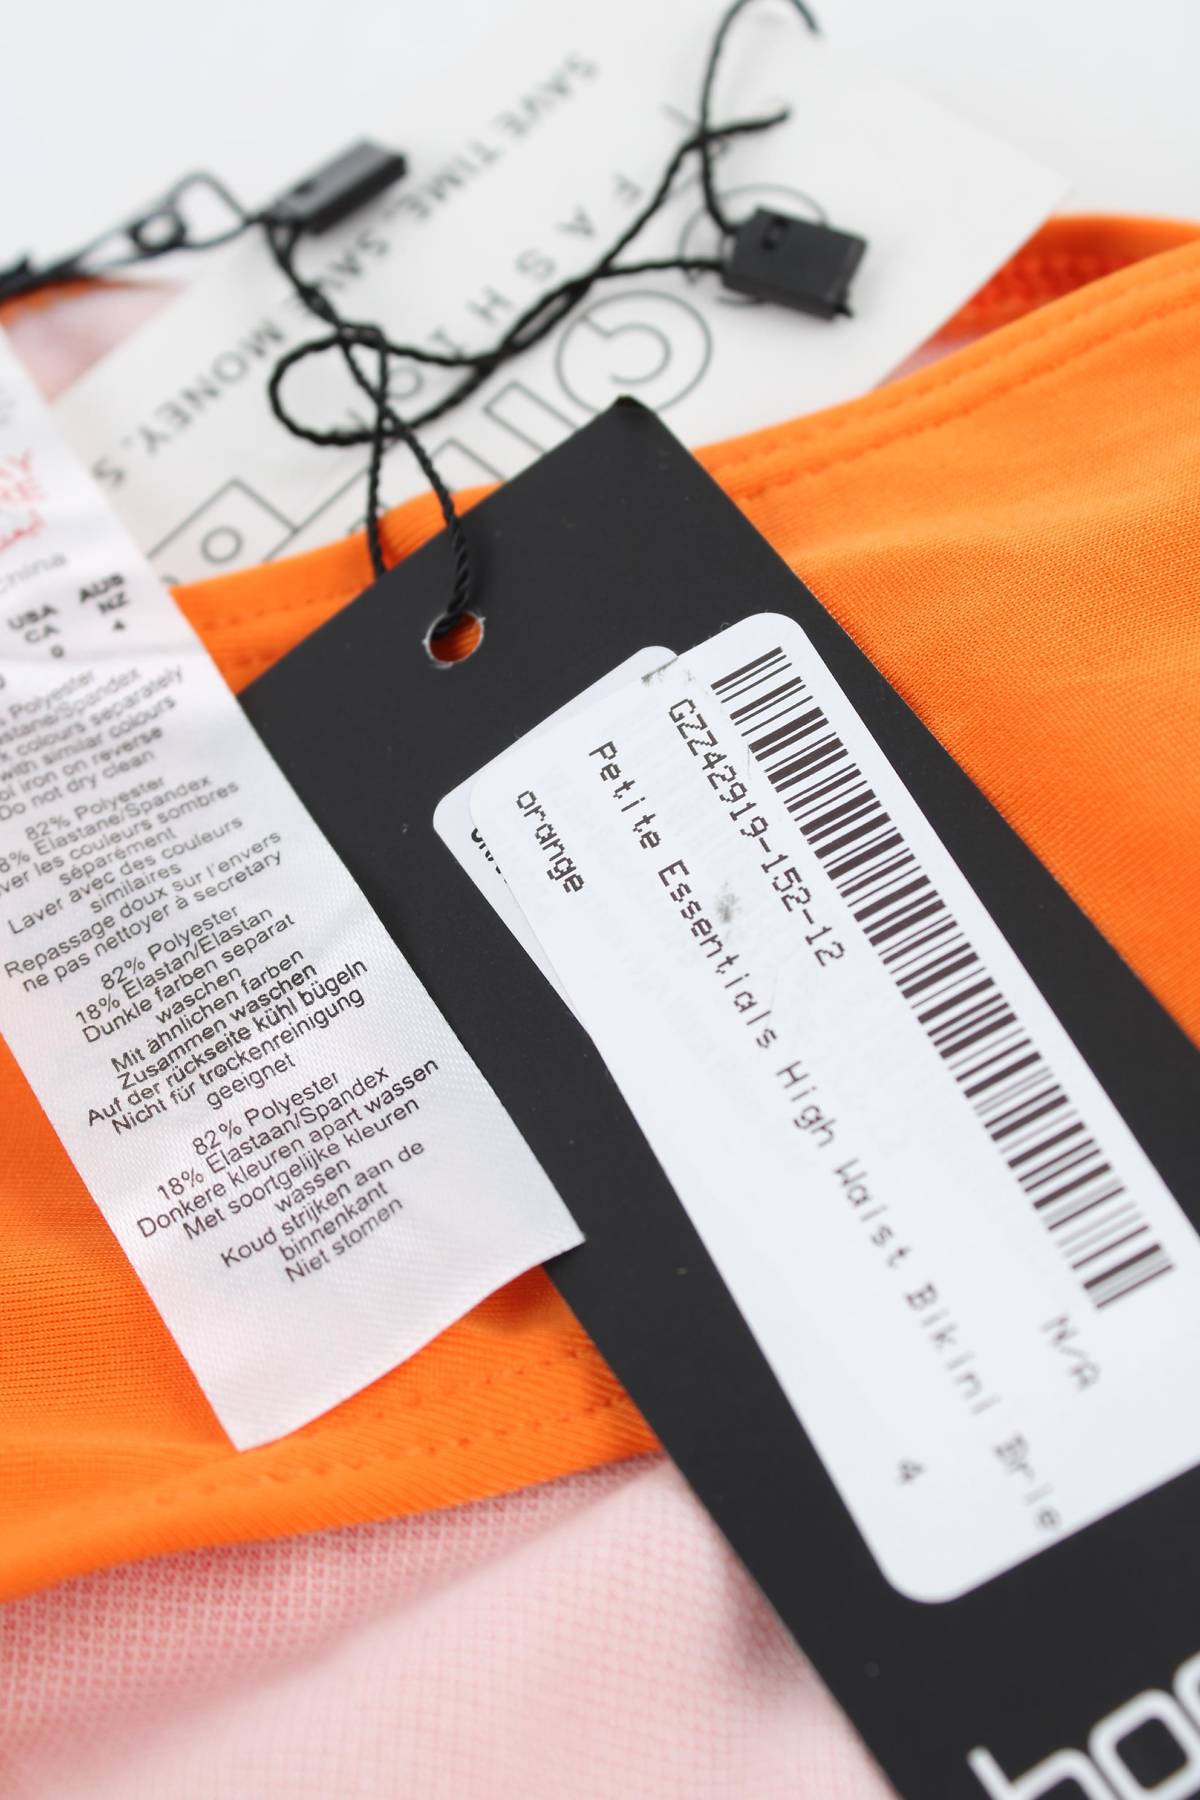 SAVE TIME. SAVE MONEY. S
FASHION
China
USA AUS
CA NZ
0 4
Polyester
Elastane/Spandex
colours separately
with similar colours
iron on reverse
Do not dry clean
82% Polyester
18% Elastane/Spandex
les couleurs sombres
séparément
Laver avec des couleurs
similaires
Repassage doux sur l'envers
ne pas nettoyer à secretary
82% Polyester
18% Elastan/Elastan
Dunkle farben separat
waschen
Mit ähnlichen farben
Zusammen waschen
Auf der rückseite kühl bügeln
Nicht für trockenreinigung
geeignet
82% Polyester
18% Elastaan/Spandex
Donkere kleuren apart wassen
Met soortgelijke kleuren
wassen
Koud strijken aan de
binnenkant
Niet stomen
GZZ42919-152-12 N/A
Petite Essentials High Waist Bikini Brie
orange 4
boo